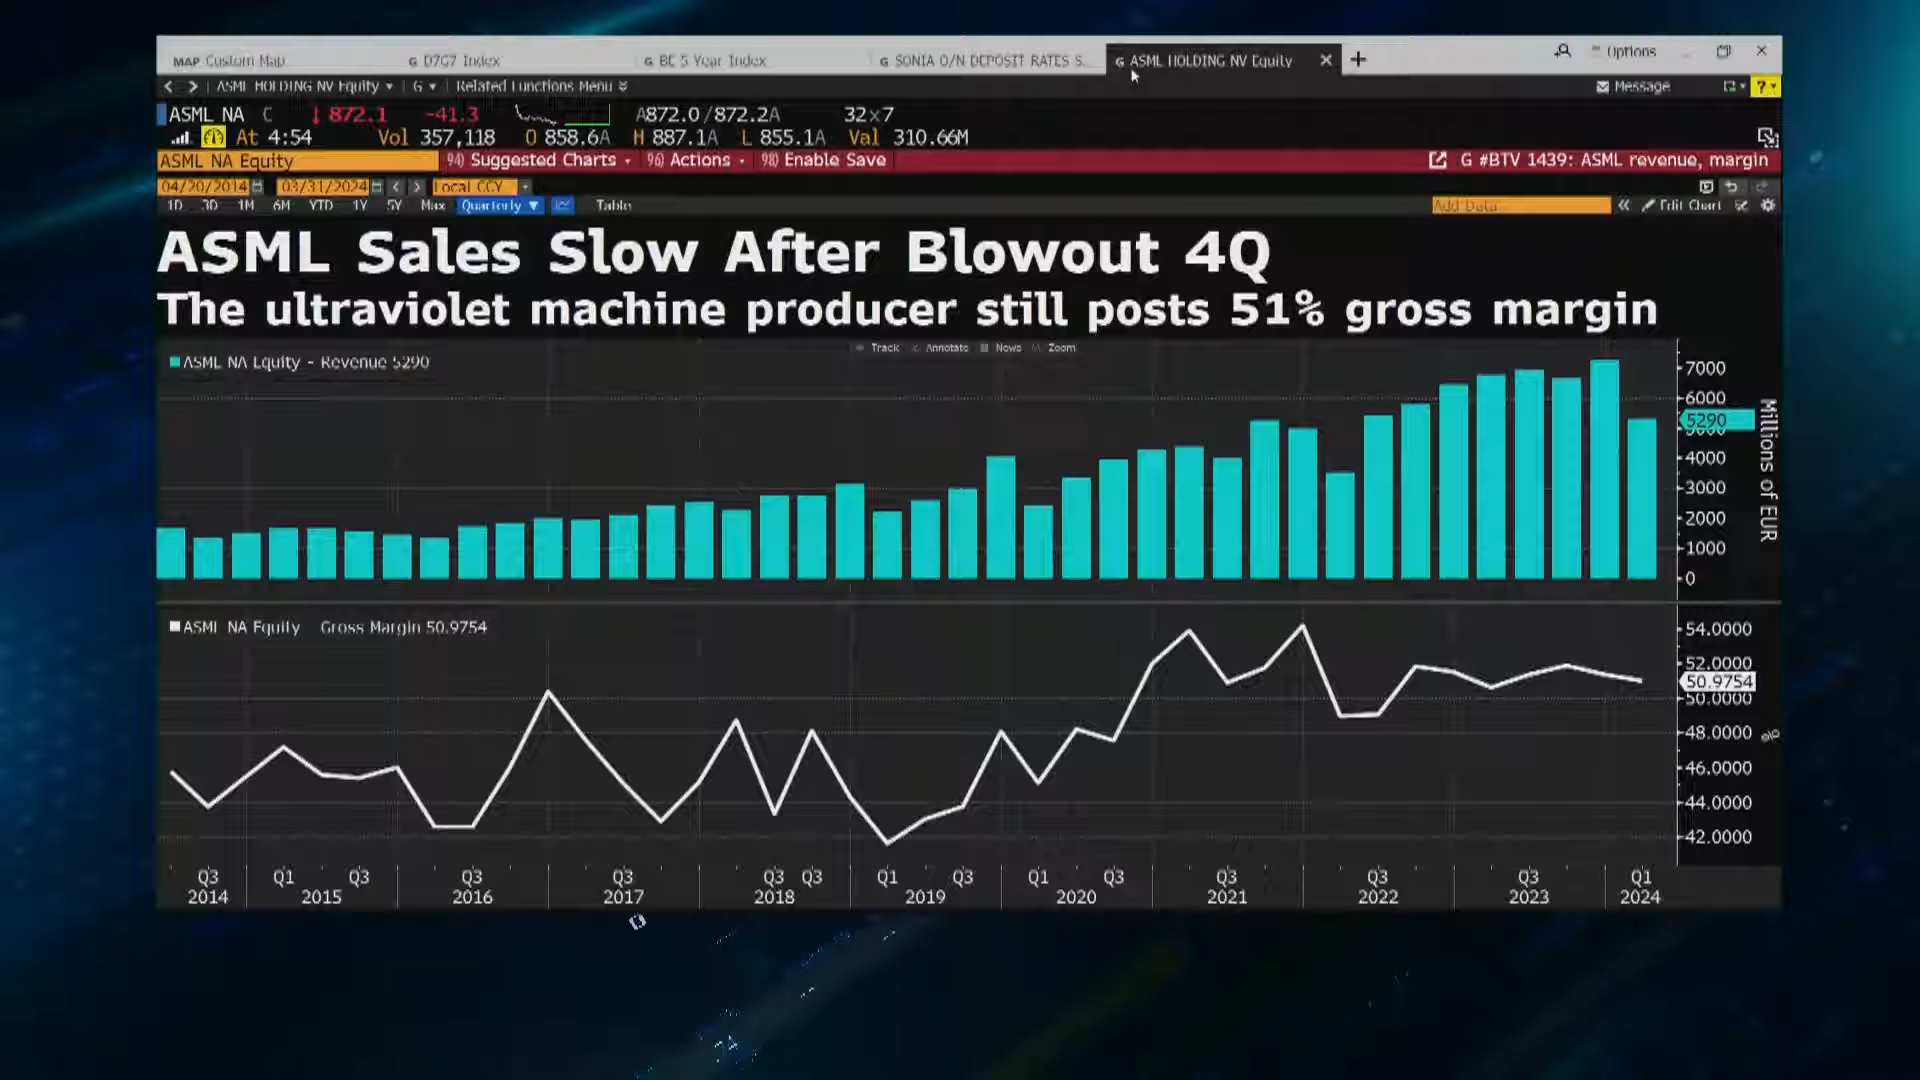 MAP Custom Map G D7G7 Index G BC 5 Year Index G SONIA O/N DEPOSIT RATES S... G ASML HOLDING NV Equity × + Options
< > ASML HOLDING NV Equity G Related Functions Menu Message ?
ASML NA C ↓ 872.1 -41.3 A872.0/872.2A 32×7
At 4:54 Vol 357,118 O 858.6A H 887.1A L 855.1A Val 310.66M
ASML NA Equity 94) Suggested Charts 96) Actions 98) Enable Save G #BTV 1439: ASML revenue, margin
04/20/2014 03/31/2024 < > Local CCY
1D 3D 1M 6M YTD 1Y 5Y Max Quarterly ▼ Table Add Data « Edit Chart
ASML Sales Slow After Blowout 4Q
The ultraviolet machine producer still posts 51% gross margin
Track Annotate News Zoom
ASML NA Equity - Revenue 5290
7000
6000
5290
5000
4000
3000
2000
1000
0
Millions of EUR
ASML NA Equity Gross Margin 50.9754
54.0000
52.0000
50.9754
50.0000
48.0000
46.0000
44.0000
42.0000
%
Q3 Q1 Q3 Q3 Q3 Q3 Q3 Q1 Q3 Q1 Q3 Q3 Q3 Q3 Q1
2014 2015 2016 2017 2018 2019 2020 2021 2022 2023 2024